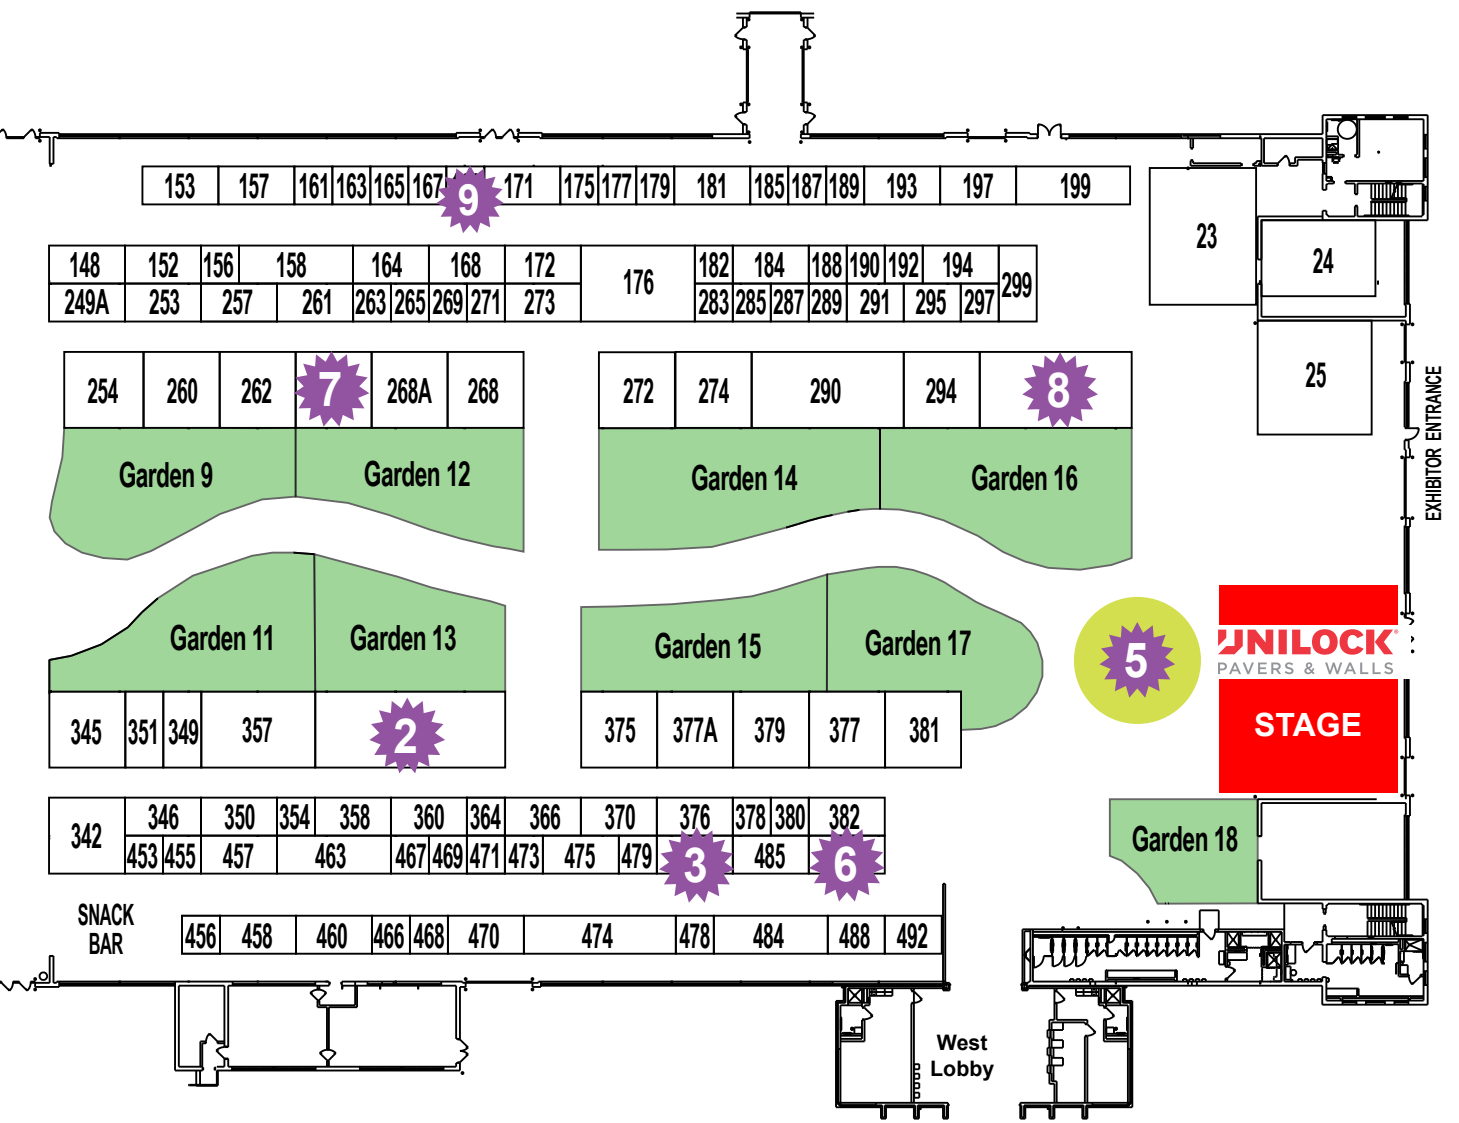 153 157 161 163 165 167 9 171 175 177 179 181 185 187 189 193 197 199
23
24
148 152 156 158 164 168 172 176 182 184 188 190 192 194 299
249A 253 257 261 263 265 269 271 273 283 285 287 289 291 295 297
25
254 260 262 7 268A 268 272 274 290 294 8
EXHIBITOR ENTRANCE
Garden 9 Garden 12 Garden 14 Garden 16
Garden 11 Garden 13 Garden 15 Garden 17
5
UNILOCK®
PAVERS & WALLS
STAGE
345 351 349 357 2 375 377A 379 377 381
342 346 350 354 358 360 364 366 370 376 378 380 382
453 455 457 463 467 469 471 473 475 479 3 485 6
Garden 18
SNACK
BAR
456 458 460 466 468 470 474 478 484 488 492
West
Lobby